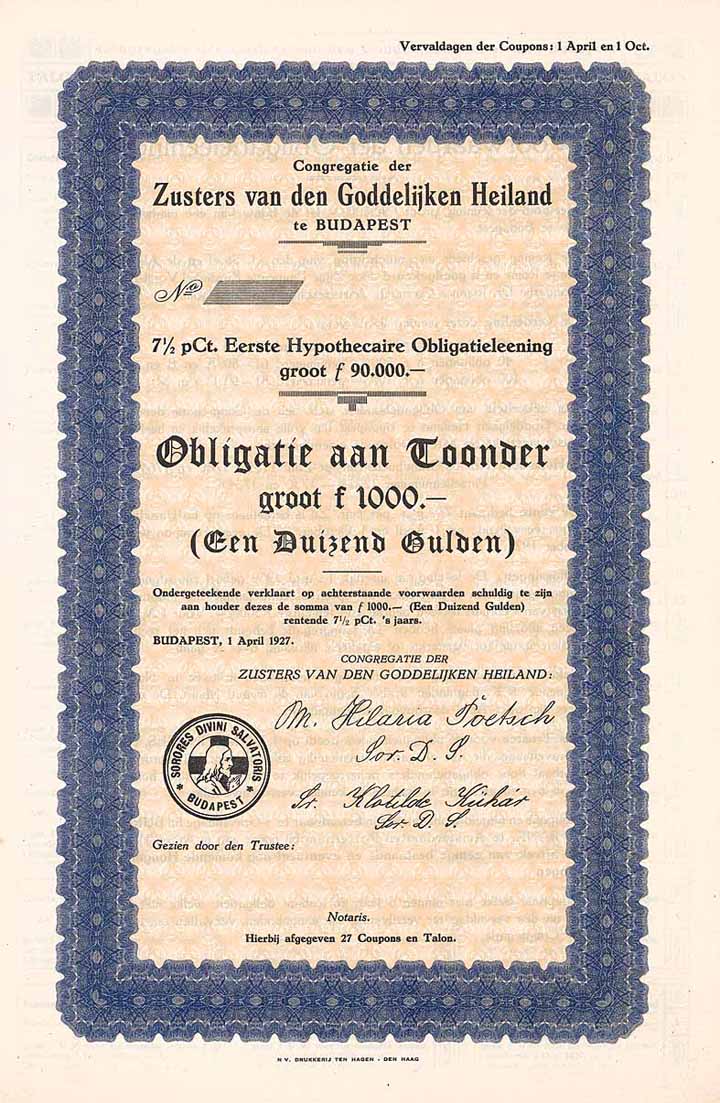 Vervaldagen der Coupons: 1 April en 1 Oct.
Congregatie der
Zusters van den Goddelijken Heiland
te BUDAPEST
No
7½ pCt. Eerste Hypothecaire Obligatieleening
groot f 90.000.—
Obligatie aan Toonder
groot f 1000.—
(Een Duizend Gulden)
Ondergeteekende verklaart op achterstaande voorwaarden schuldig te zijn
aan houder dezes de somma van f 1000.— (Een Duizend Gulden)
rentende 7½ pCt. 's jaars.
BUDAPEST, 1 April 1927.
CONGREGATIE DER
ZUSTERS VAN DEN GODDELIJKEN HEILAND:
M. Hilaria Poetsch
Sor. D. S.
SORORES DIVINI SALVATORIS
* BUDAPEST *
Sr. Klotilde Kühár
Sor. D. S.
Gezien door den Trustee:
Notaris.
Hierbij afgegeven 27 Coupons en Talon.
N V. DRUKKERIJ TEN HAGEN - DEN HAAG